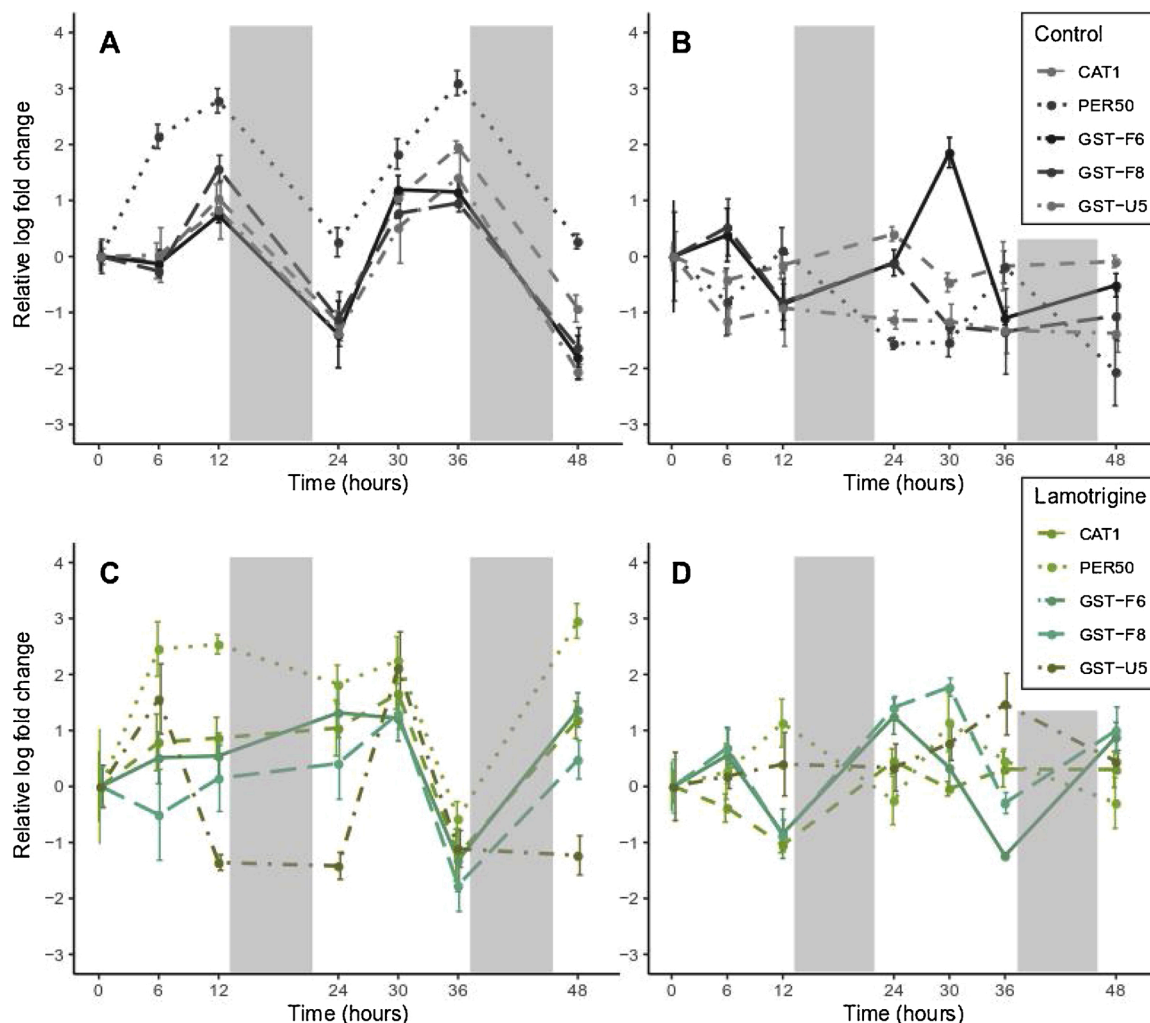 A
B
Relative log fold change
4
3
2
1
0
−1
−2
−3
0 6 12 24 30 36 48
Time (hours)
0 6 12 24 30 36 48
Time (hours)
Control
CAT1
PER50
GST−F6
GST−F8
GST−U5
C
D
Relative log fold change
4
3
2
1
0
−1
−2
−3
0 6 12 24 30 36 48
Time (hours)
4
3
2
1
0
−1
−2
−3
0 6 12 24 30 36 48
Time (hours)
4
3
2
1
0
−1
−2
−3
Lamotrigine
CAT1
PER50
GST−F6
GST−F8
GST−U5